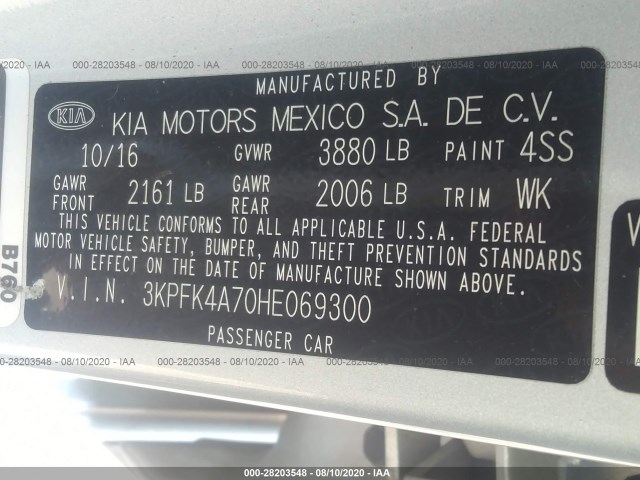 000-28203548 - 08/10/2020 - IAA
MANUFACTURED BY
KIA KIA MOTORS MEXICO S.A. DE C.V.
10/16 GVWR 3880 LB PAINT 4SS
GAWR FRONT 2161 LB GAWR REAR 2006 LB TRIM WK
THIS VEHICLE CONFORMS TO ALL APPLICABLE U.S.A. FEDERAL
MOTOR VEHICLE SAFETY, BUMPER, AND THEFT PREVENTION STANDARDS
IN EFFECT ON THE DATE OF MANUFACTURE SHOWN ABOVE.
V.I.N. 3KPFK4A70HE069300
PASSENGER CAR
B760
000-28203548 - 08/10/2020 - IAA
000-28203548 - 08/10/2020 - IAA